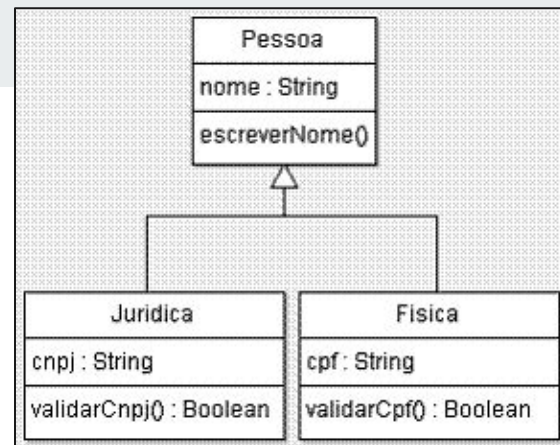 Pessoa
nome : String
escreverNome()
Juridica
cnpj : String
validarCnpj() : Boolean
Fisica
cpf : String
validarCpf() : Boolean